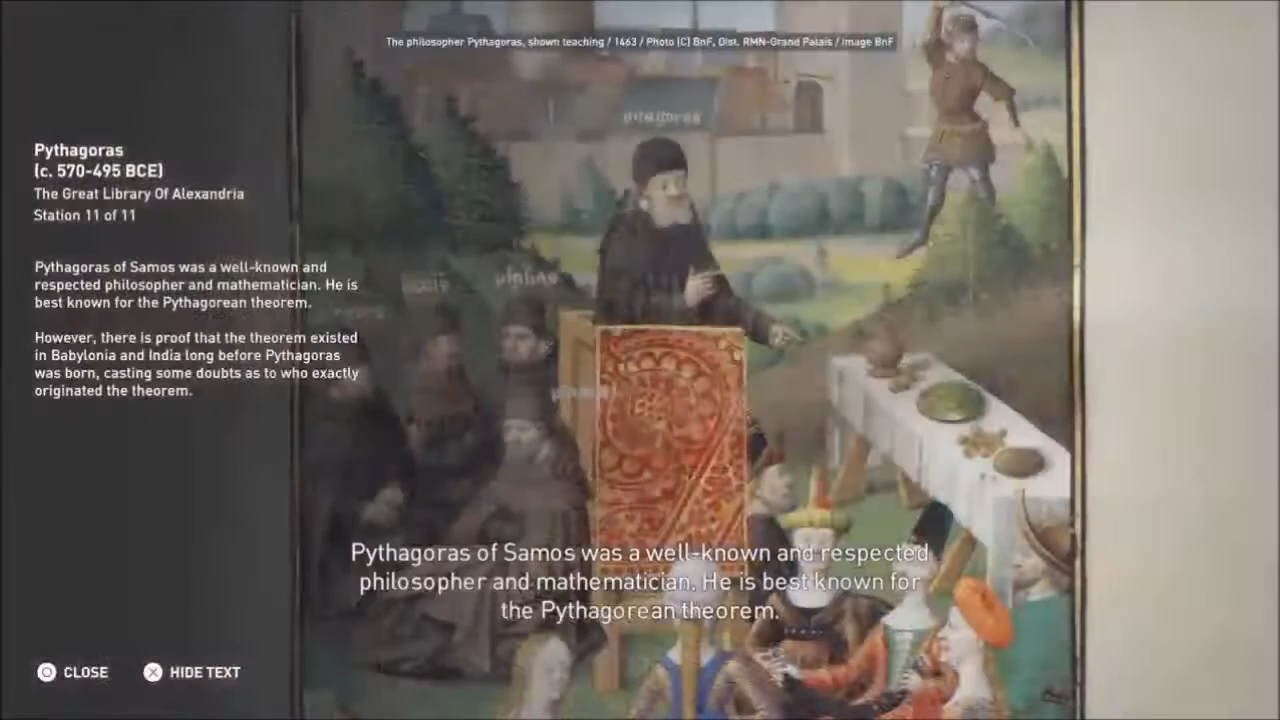 The philosopher Pythagoras, shown teaching / 1463 / Photo (C) BnF, Dist. RMN-Grand Palais / image BnF
Pythagoras
(c. 570-495 BCE)
The Great Library Of Alexandria
Station 11 of 11
Pythagoras of Samos was a well-known and
respected philosopher and mathematician. He is
best known for the Pythagorean theorem.
However, there is proof that the theorem existed
in Babylonia and India long before Pythagoras
was born, casting some doubts as to who exactly
originated the theorem.
Pythagoras of Samos was a well-known and respected
philosopher and mathematician. He is best known for
the Pythagorean theorem.
CLOSE
HIDE TEXT